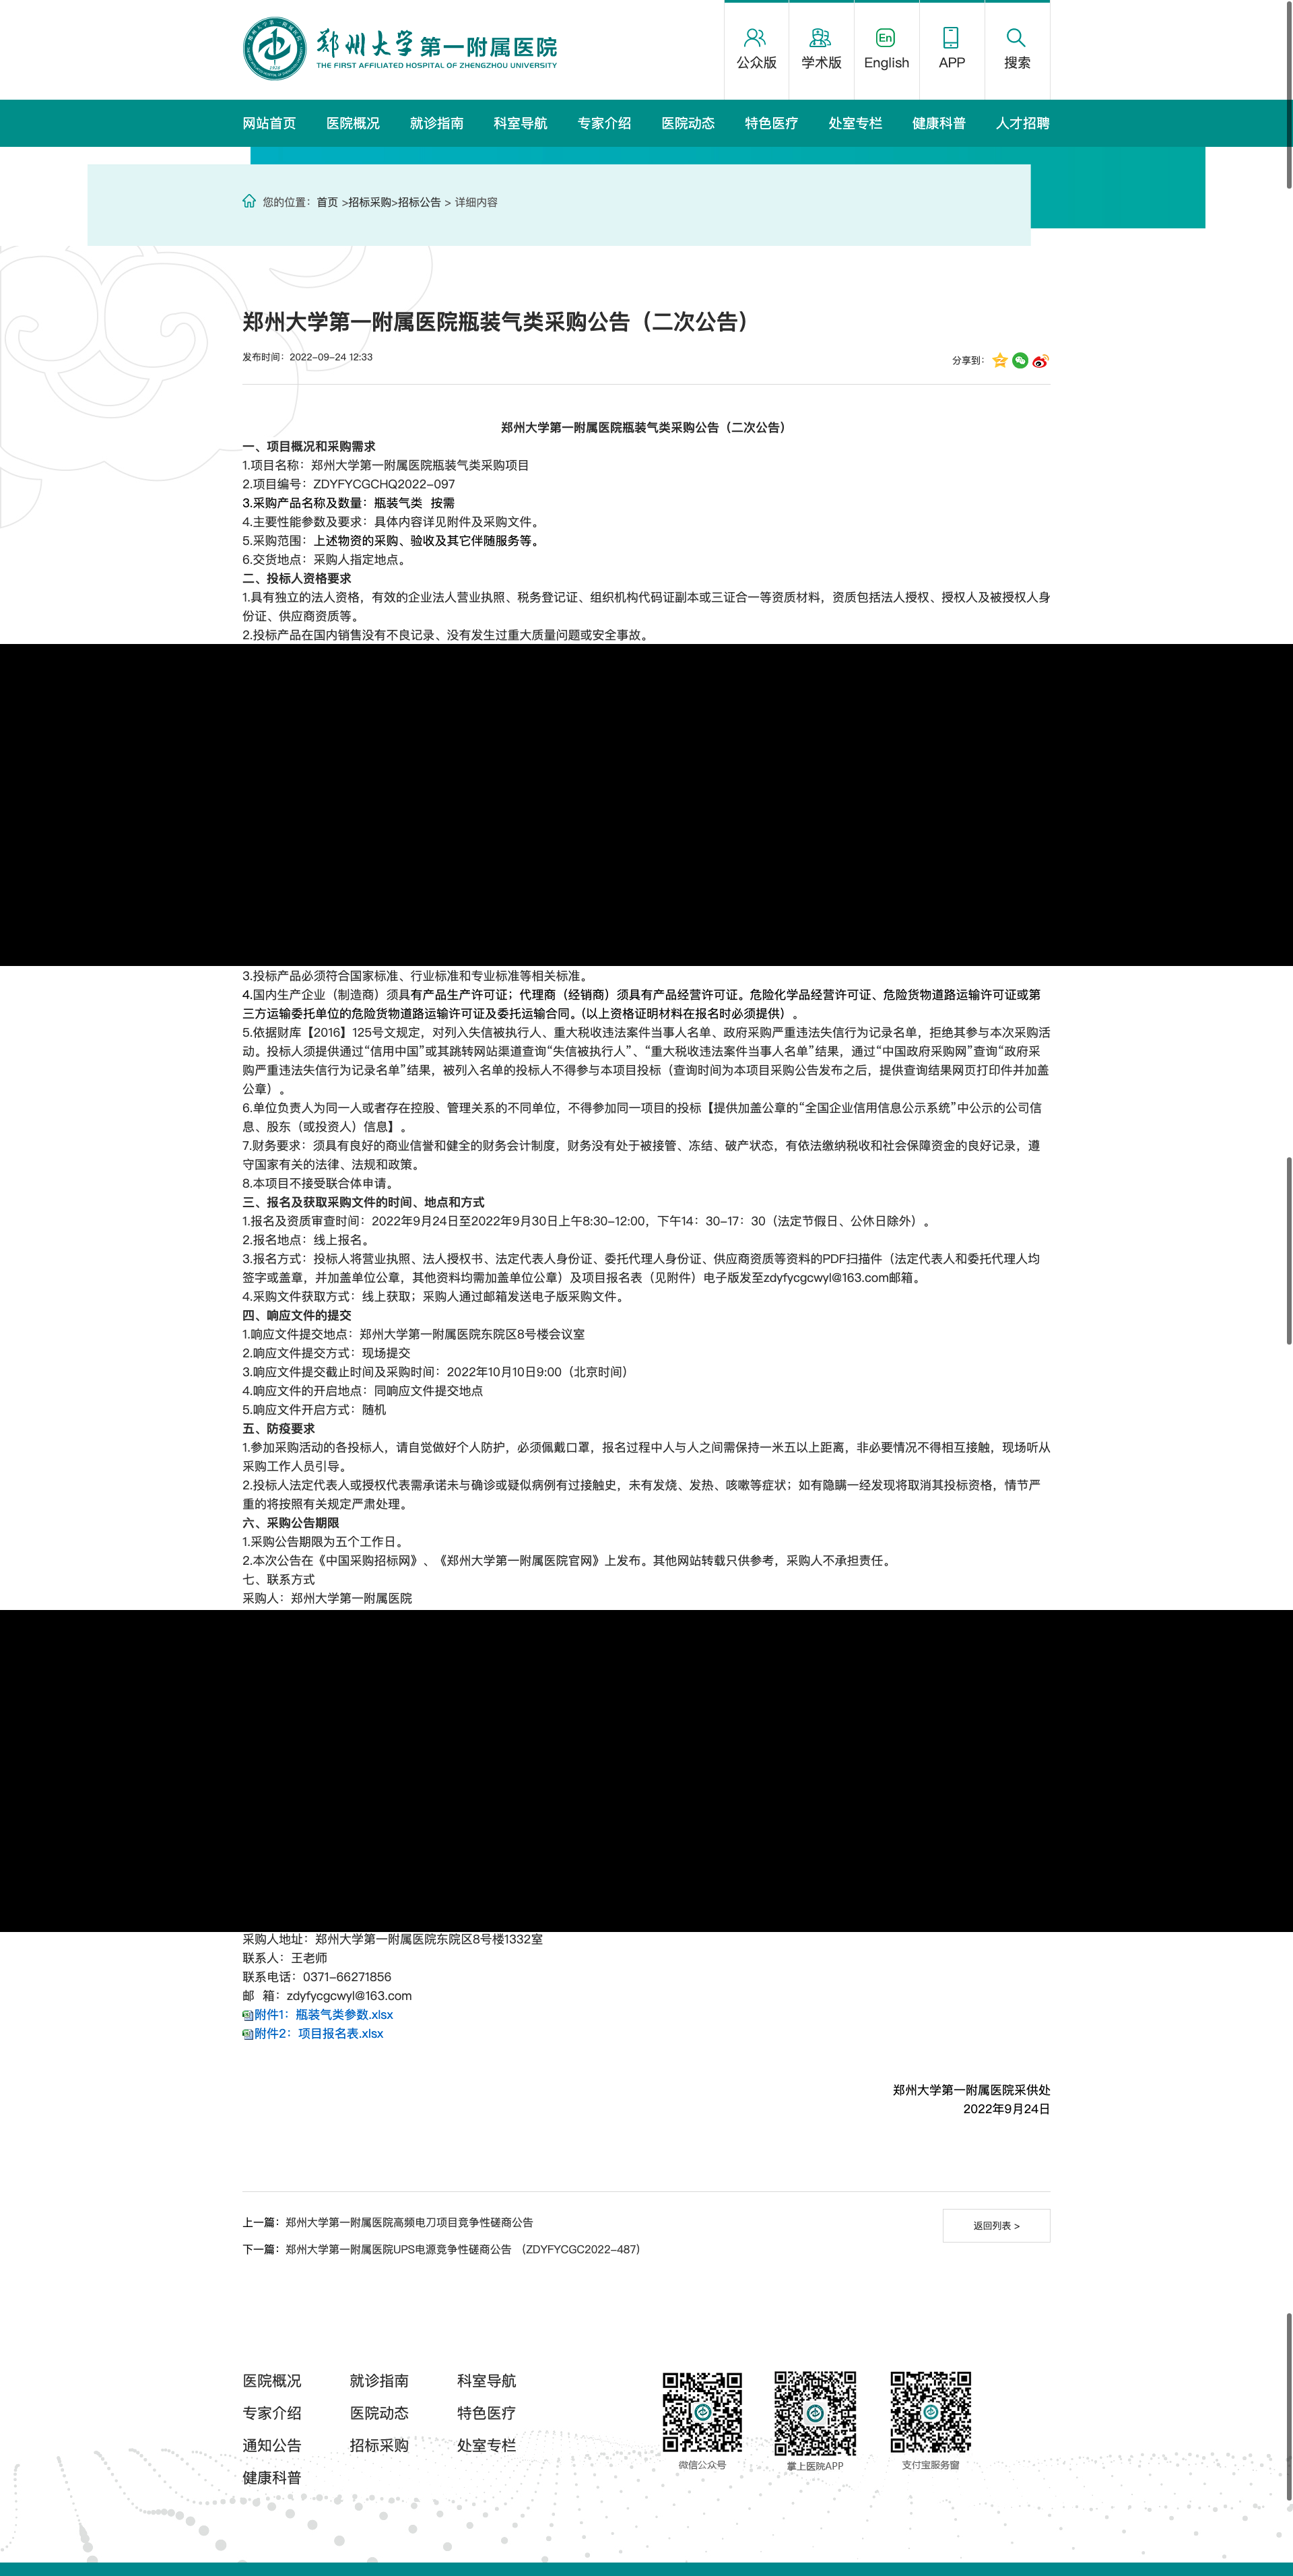 郑州大学第一附属医院
THE FIRST AFFILIATED HOSPITAL OF ZHENGZHOU UNIVERSITY
公众版
学术版
En
English
APP
搜索
网站首页 医院概况 就诊指南 科室导航 专家介绍 医院动态 特色医疗 处室专栏 健康科普 人才招聘
您的位置：首页 >招标采购>招标公告 > 详细内容
郑州大学第一附属医院瓶装气类采购公告（二次公告）
发布时间：2022-09-24 12:33
分享到：
郑州大学第一附属医院瓶装气类采购公告（二次公告）
一、项目概况和采购需求
1.项目名称：郑州大学第一附属医院瓶装气类采购项目
2.项目编号：ZDYFYCGCHQ2022-097
3.采购产品名称及数量：瓶装气类 按需
4.主要性能参数及要求：具体内容详见附件及采购文件。
5.采购范围：上述物资的采购、验收及其它伴随服务等。
6.交货地点：采购人指定地点。
二、投标人资格要求
1.具有独立的法人资格，有效的企业法人营业执照、税务登记证、组织机构代码证副本或三证合一等资质材料，资质包括法人授权、授权人及被授权人身
份证、供应商资质等。
2.投标产品在国内销售没有不良记录、没有发生过重大质量问题或安全事故。
3.投标产品必须符合国家标准、行业标准和专业标准等相关标准。
4.国内生产企业（制造商）须具有产品生产许可证；代理商（经销商）须具有产品经营许可证。危险化学品经营许可证、危险货物道路运输许可证或第
三方运输委托单位的危险货物道路运输许可证及委托运输合同。（以上资格证明材料在报名时必须提供）。
5.依据财库【2016】125号文规定，对列入失信被执行人、重大税收违法案件当事人名单、政府采购严重违法失信行为记录名单，拒绝其参与本次采购活
动。投标人须提供通过“信用中国”或其跳转网站渠道查询“失信被执行人”、“重大税收违法案件当事人名单”结果，通过“中国政府采购网”查询“政府采
购严重违法失信行为记录名单”结果，被列入名单的投标人不得参与本项目投标（查询时间为本项目采购公告发布之后，提供查询结果网页打印件并加盖
公章）。
6.单位负责人为同一人或者存在控股、管理关系的不同单位，不得参加同一项目的投标【提供加盖公章的“全国企业信用信息公示系统”中公示的公司信
息、股东（或投资人）信息】。
7.财务要求：须具有良好的商业信誉和健全的财务会计制度，财务没有处于被接管、冻结、破产状态，有依法缴纳税收和社会保障资金的良好记录，遵
守国家有关的法律、法规和政策。
8.本项目不接受联合体申请。
三、报名及获取采购文件的时间、地点和方式
1.报名及资质审查时间：2022年9月24日至2022年9月30日上午8:30-12:00，下午14：30-17：30（法定节假日、公休日除外）。
2.报名地点：线上报名。
3.报名方式：投标人将营业执照、法人授权书、法定代表人身份证、委托代理人身份证、供应商资质等资料的PDF扫描件（法定代表人和委托代理人均
签字或盖章，并加盖单位公章，其他资料均需加盖单位公章）及项目报名表（见附件）电子版发至zdyfycgcwyl@163.com邮箱。
4.采购文件获取方式：线上获取；采购人通过邮箱发送电子版采购文件。
四、响应文件的提交
1.响应文件提交地点：郑州大学第一附属医院东院区8号楼会议室
2.响应文件提交方式：现场提交
3.响应文件提交截止时间及采购时间：2022年10月10日9:00（北京时间）
4.响应文件的开启地点：同响应文件提交地点
5.响应文件开启方式：随机
五、防疫要求
1.参加采购活动的各投标人，请自觉做好个人防护，必须佩戴口罩，报名过程中人与人之间需保持一米五以上距离，非必要情况不得相互接触，现场听从
采购工作人员引导。
2.投标人法定代表人或授权代表需承诺未与确诊或疑似病例有过接触史，未有发烧、发热、咳嗽等症状；如有隐瞒一经发现将取消其投标资格，情节严
重的将按照有关规定严肃处理。
六、采购公告期限
1.采购公告期限为五个工作日。
2.本次公告在《中国采购招标网》、《郑州大学第一附属医院官网》上发布。其他网站转载只供参考，采购人不承担责任。
七、联系方式
采购人：郑州大学第一附属医院
采购人地址：郑州大学第一附属医院东院区8号楼1332室
联系人：王老师
联系电话：0371-66271856
邮 箱：zdyfycgcwyl@163.com
附件1：瓶装气类参数.xlsx
附件2：项目报名表.xlsx
郑州大学第一附属医院采供处
2022年9月24日
上一篇：郑州大学第一附属医院高频电刀项目竞争性磋商公告
返回列表 >
下一篇：郑州大学第一附属医院UPS电源竞争性磋商公告 （ZDYFYCGC2022-487）
医院概况 就诊指南 科室导航
专家介绍 医院动态 特色医疗
通知公告 招标采购 处室专栏
健康科普
微信公众号
掌上医院APP
支付宝服务窗